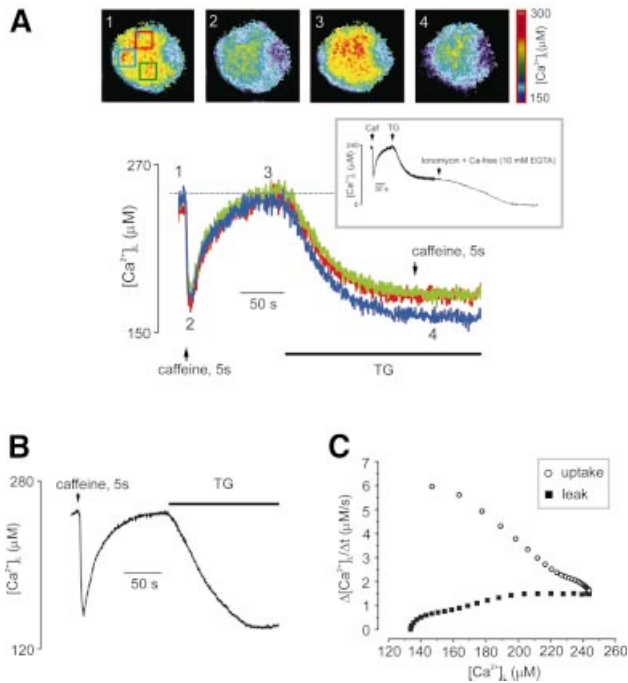 A
1
2
3
4
300
[Ca²⁺]L (µM)
150
270
[Ca²⁺]L (µM)
150
1
2
3
4
50 s
caffeine, 5s
caffeine, 5s
TG
Caf
TG
Ionomycin + Ca-free (10 mM EGTA)
[Ca²⁺]L (µM)
0
B
280
[Ca²⁺]L (µM)
120
caffeine, 5s
TG
50 s
C
7
6
5
4
3
2
1
0
Δ[Ca²⁺]L/Δt (µM/s)
uptake
leak
120 140 160 180 200 220 240 260
[Ca²⁺]L (µM)